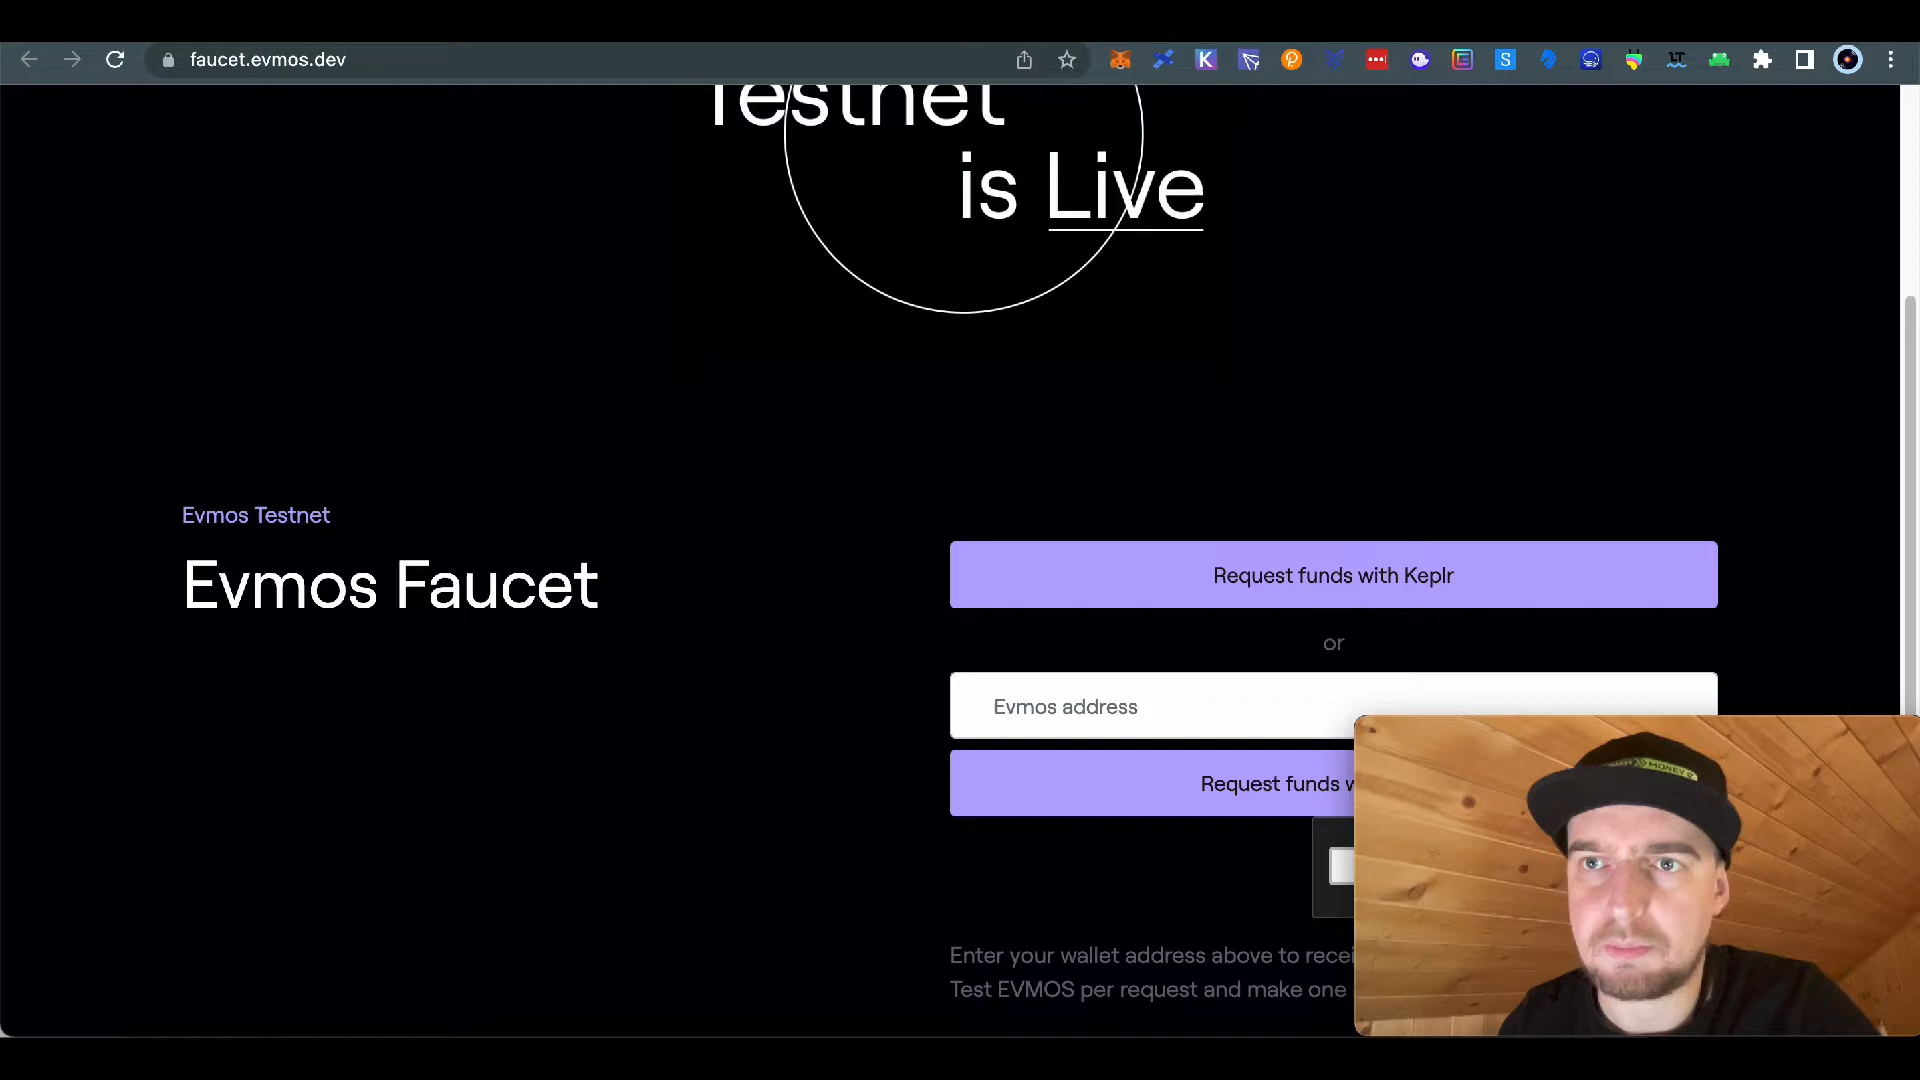 faucet.evmos.dev
Testnet
is Live
Evmos Testnet
Evmos Faucet
Request funds with Keplr
or
Evmos address
Request funds w
Enter your wallet address above to recei
Test EVMOS per request and make one
MONEY